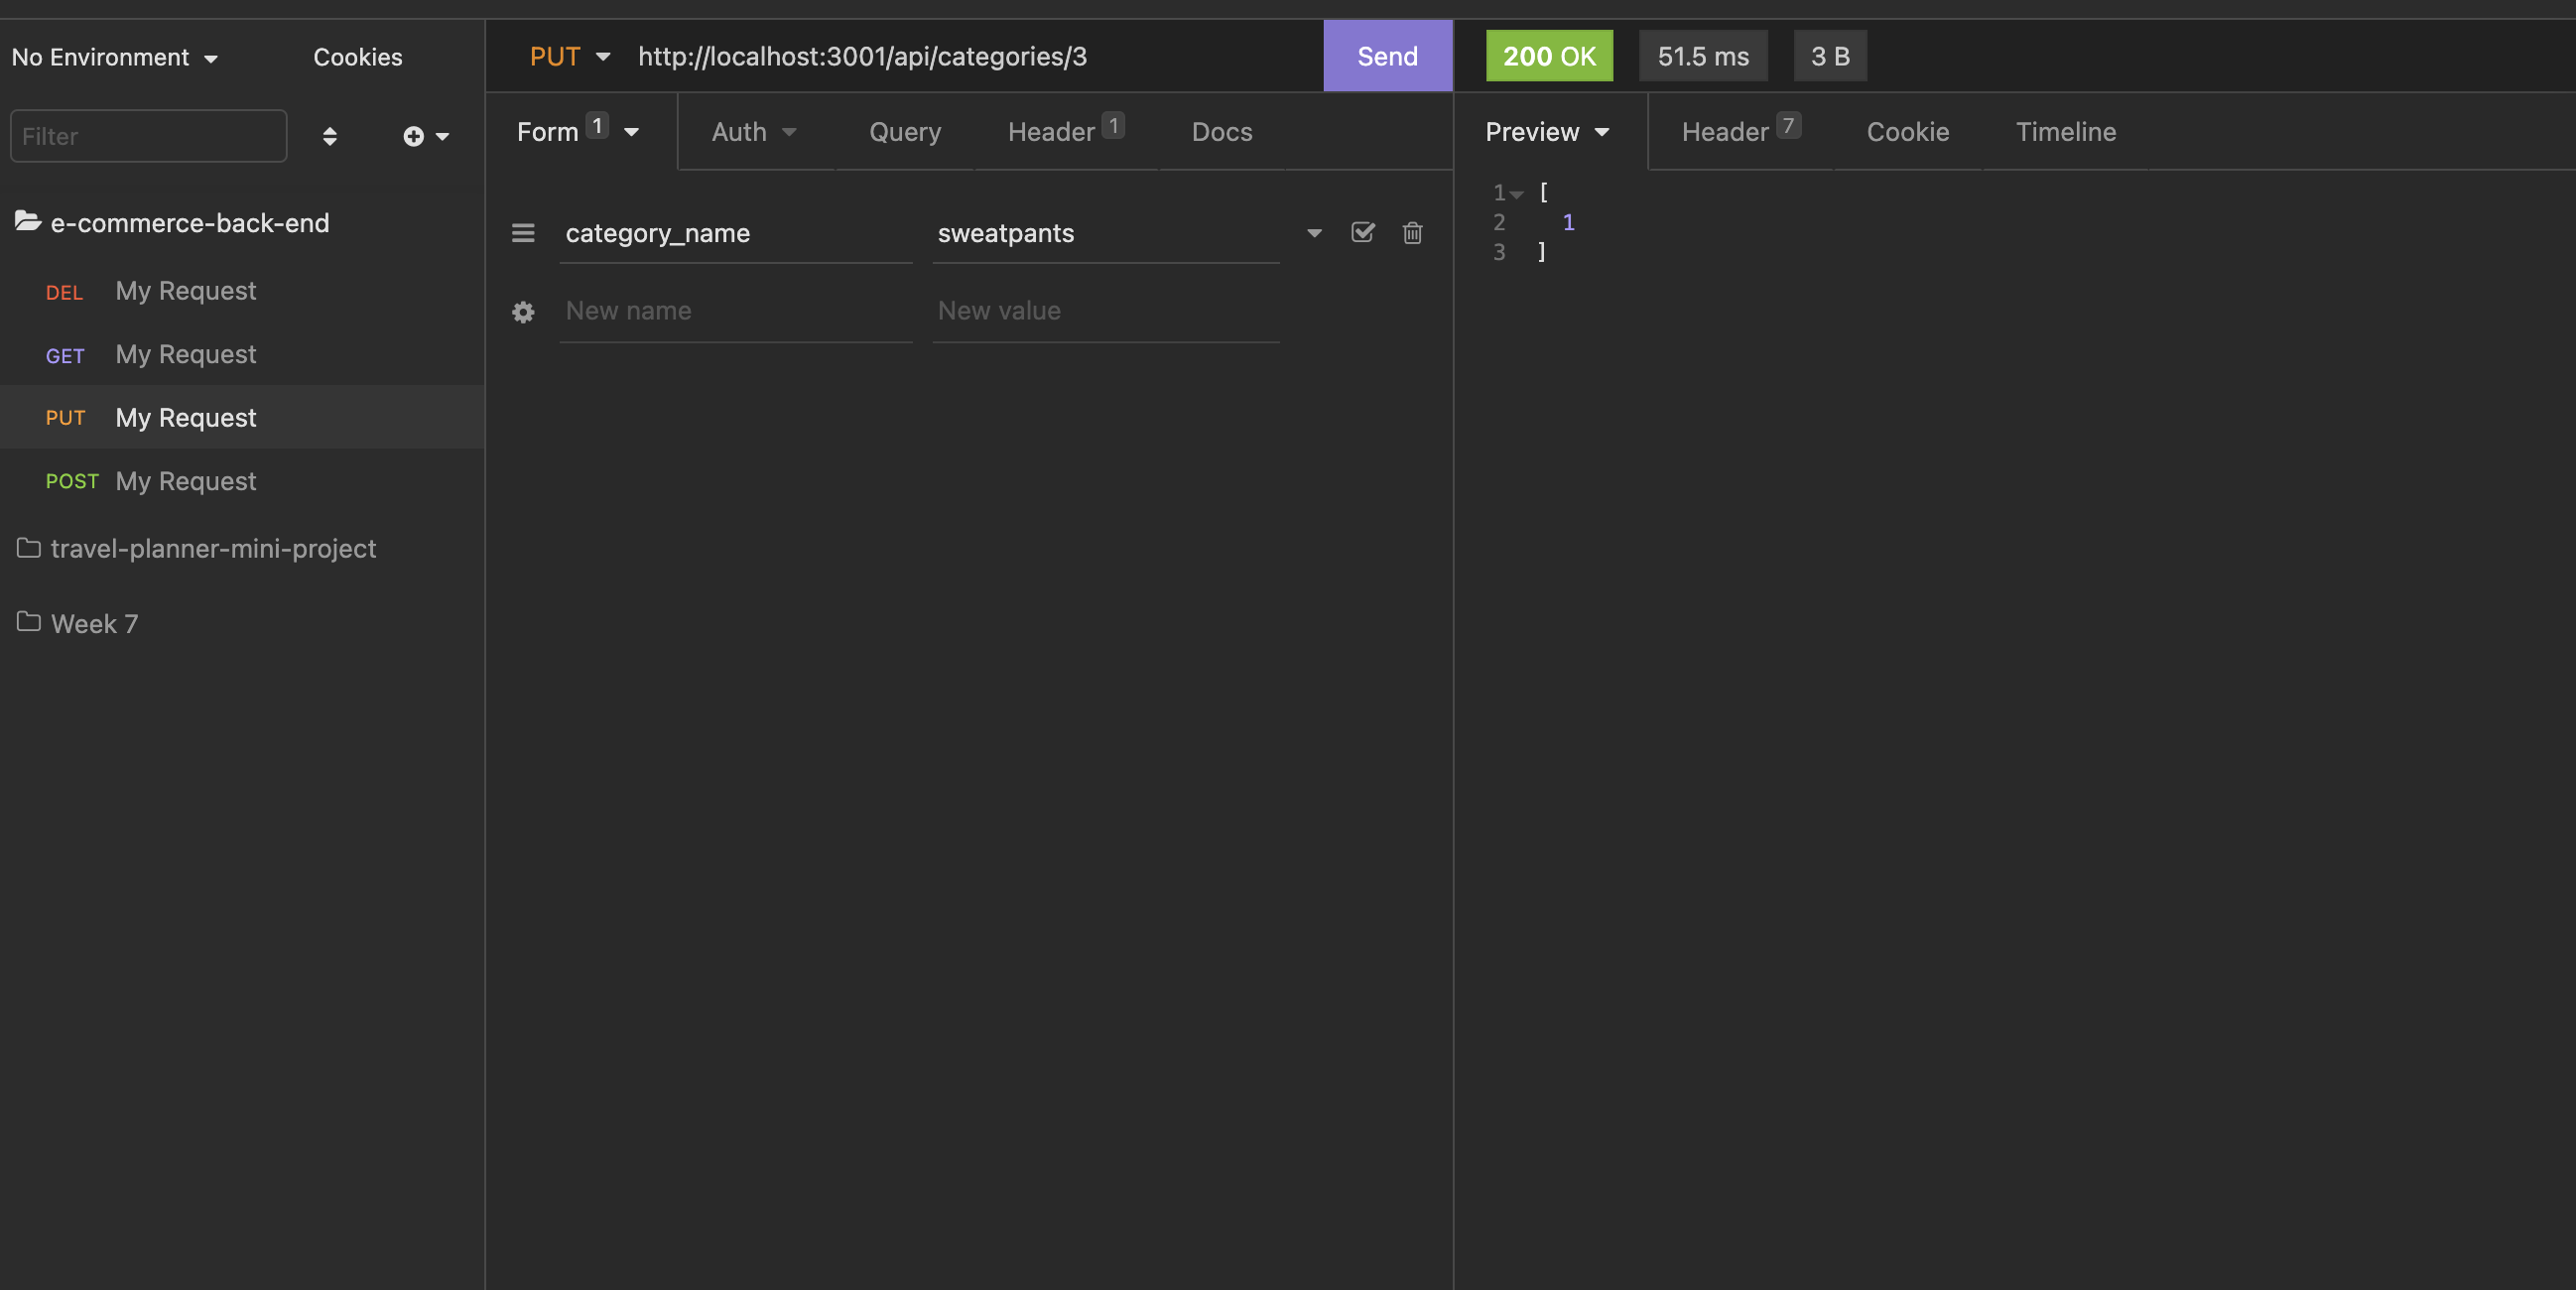 No Environment
Cookies
Filter
e-commerce-back-end
DEL My Request
GET My Request
PUT My Request
POST My Request
travel-planner-mini-project
Week 7
PUT http://localhost:3001/api/categories/3 Send
Form 1 Auth Query Header 1 Docs
category_name sweatpants
New name New value
200 OK 51.5 ms 3 B
Preview Header 7 Cookie Timeline
1 [
2 1
3 ]